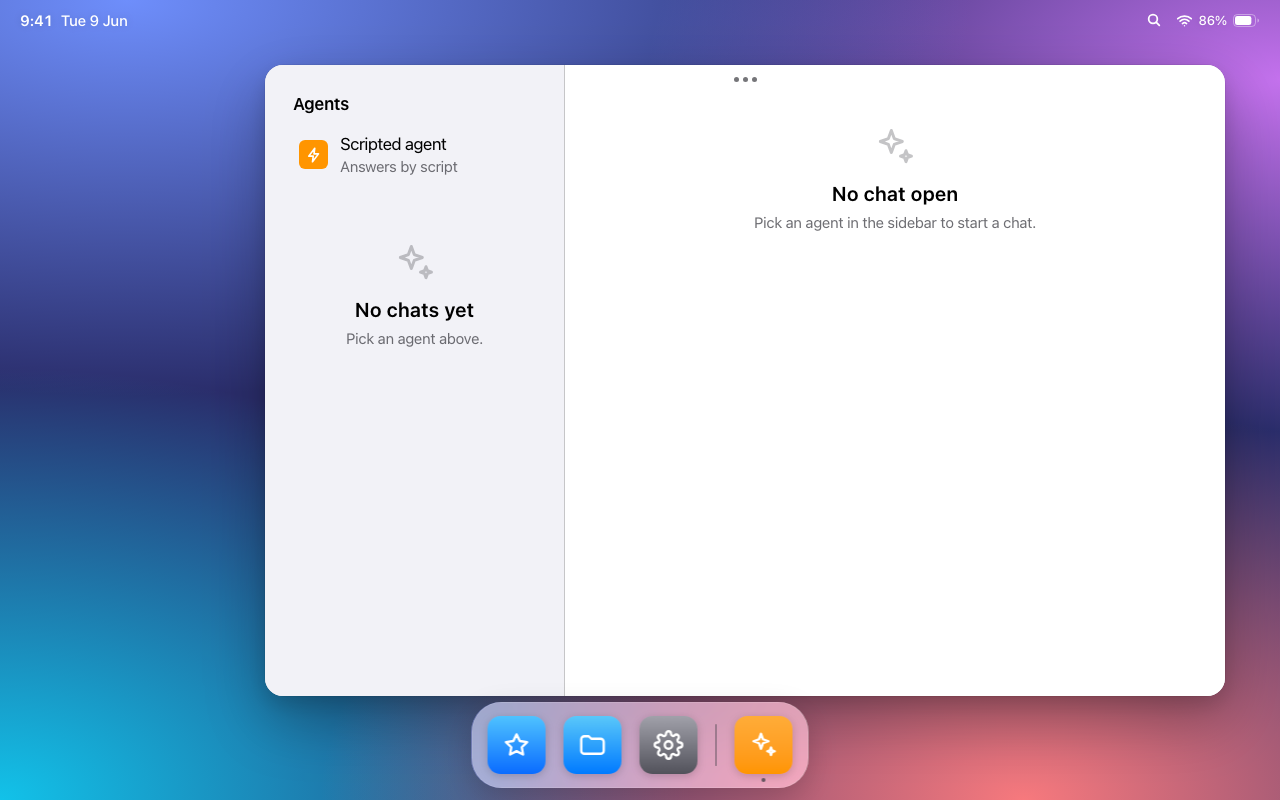 9:41 Tue 9 Jun
86%
Agents
Scripted agent
Answers by script
No chats yet
Pick an agent above.
No chat open
Pick an agent in the sidebar to start a chat.